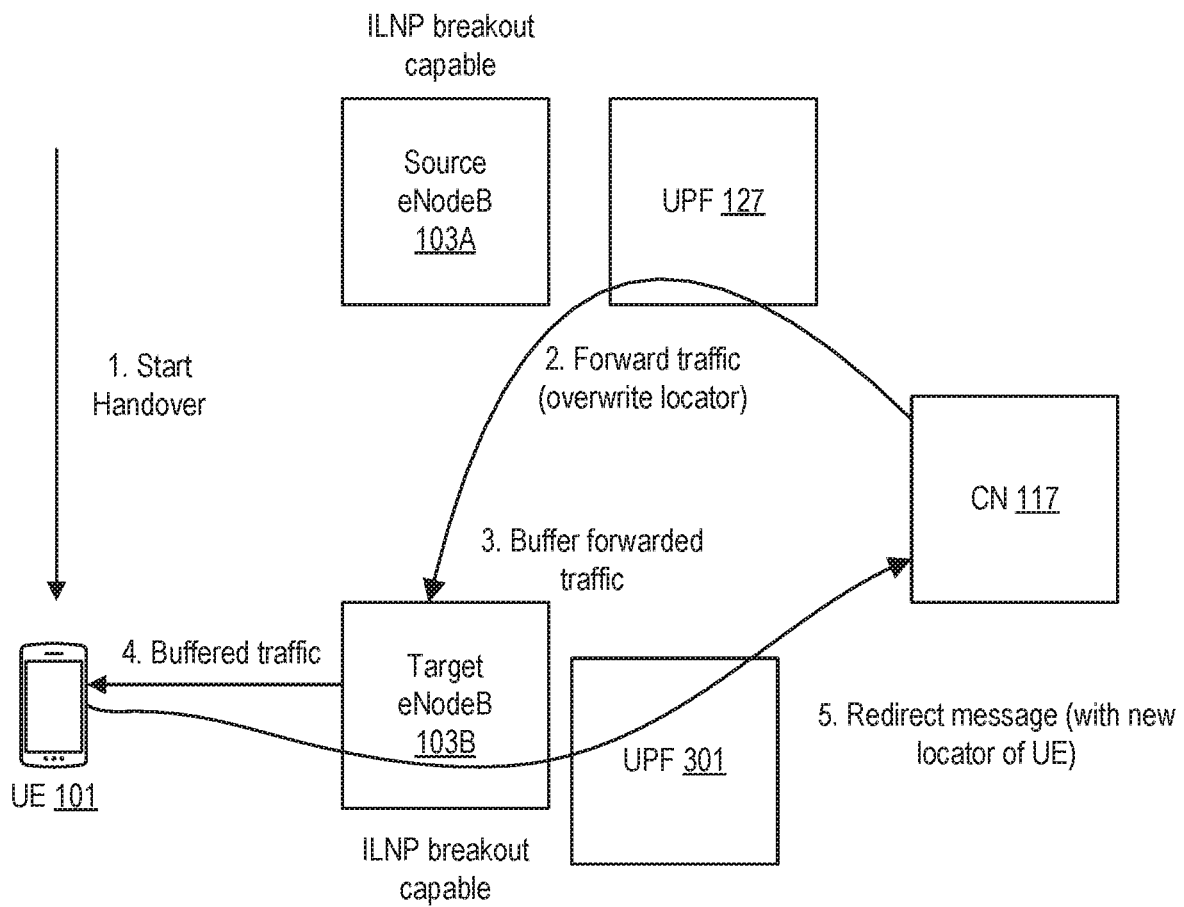 ILNP breakout
capable
Source
eNodeB
103A
UPF 127
1. Start
Handover
2. Forward traffic
(overwrite locator)
CN 117
3. Buffer forwarded
traffic
4. Buffered traffic
Target
eNodeB
103B
UPF 301
5. Redirect message (with new
locator of UE)
UE 101
ILNP breakout
capable